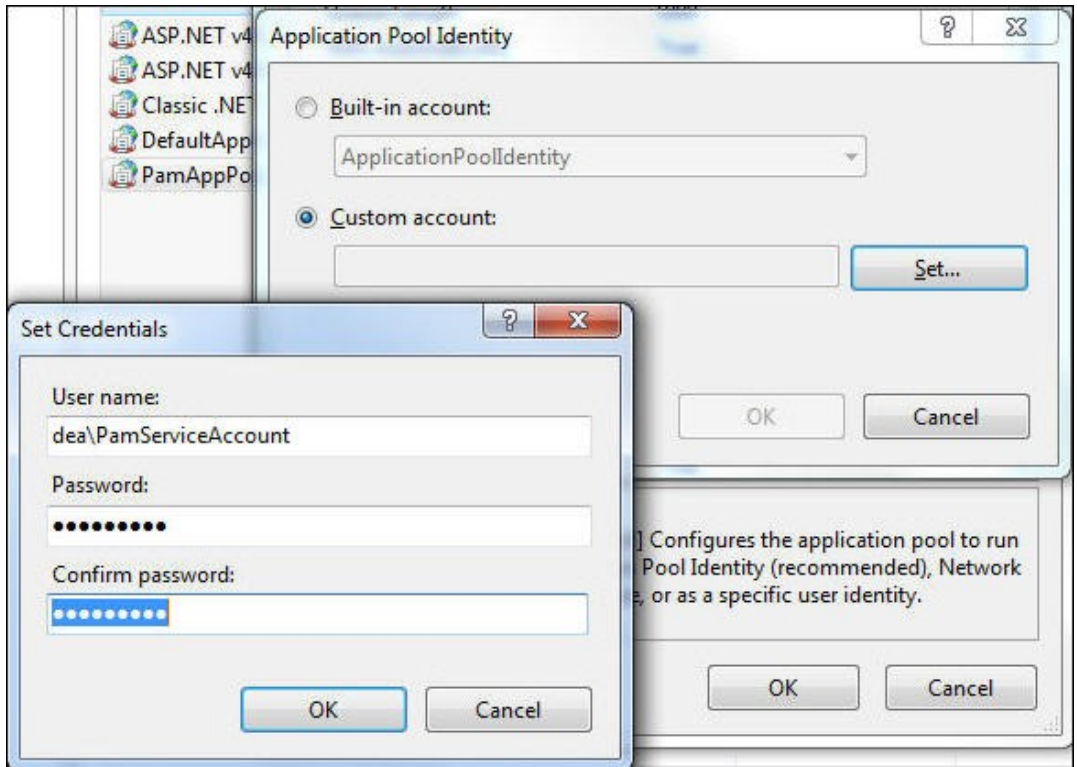 ASP.NET v4
ASP.NET v4
Classic .NET
DefaultApp
PamAppPo
Application Pool Identity
Built-in account:
ApplicationPoolIdentity
Custom account:
Set...
OK
Cancel
Set Credentials
User name:
dea\PamServiceAccount
Password:
•••••••••
Confirm password:
•••••••••
OK
Cancel
] Configures the application pool to run
Pool Identity (recommended), Network
e, or as a specific user identity.
OK
Cancel